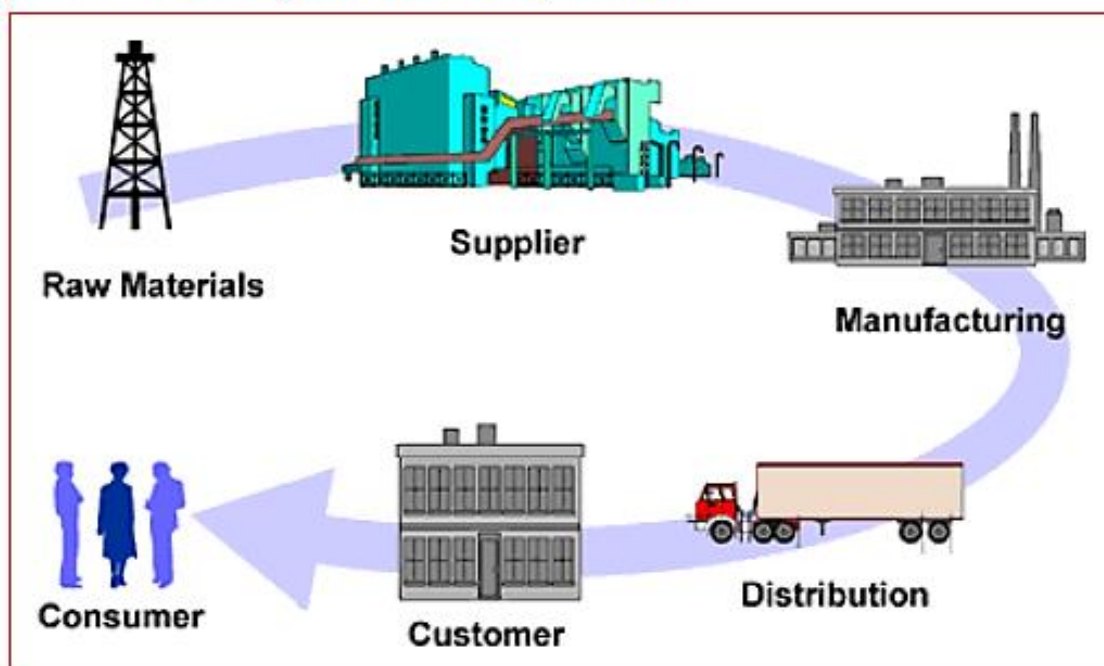 Raw Materials
Supplier
Manufacturing
Distribution
Customer
Consumer